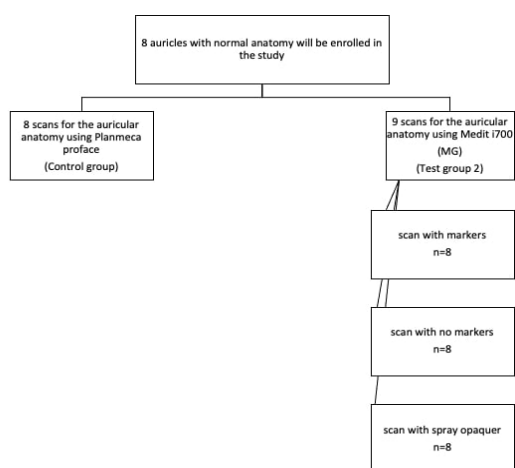 8 auricles with normal anatomy will be enrolled in
the study
8 scans for the auricular
anatomy using Planmeca
proface
(Control group)
9 scans for the auricular
anatomy using Medit i700
(MG)
(Test group 2)
scan with markers
n=8
scan with no markers
n=8
scan with spray opaquer
n=8